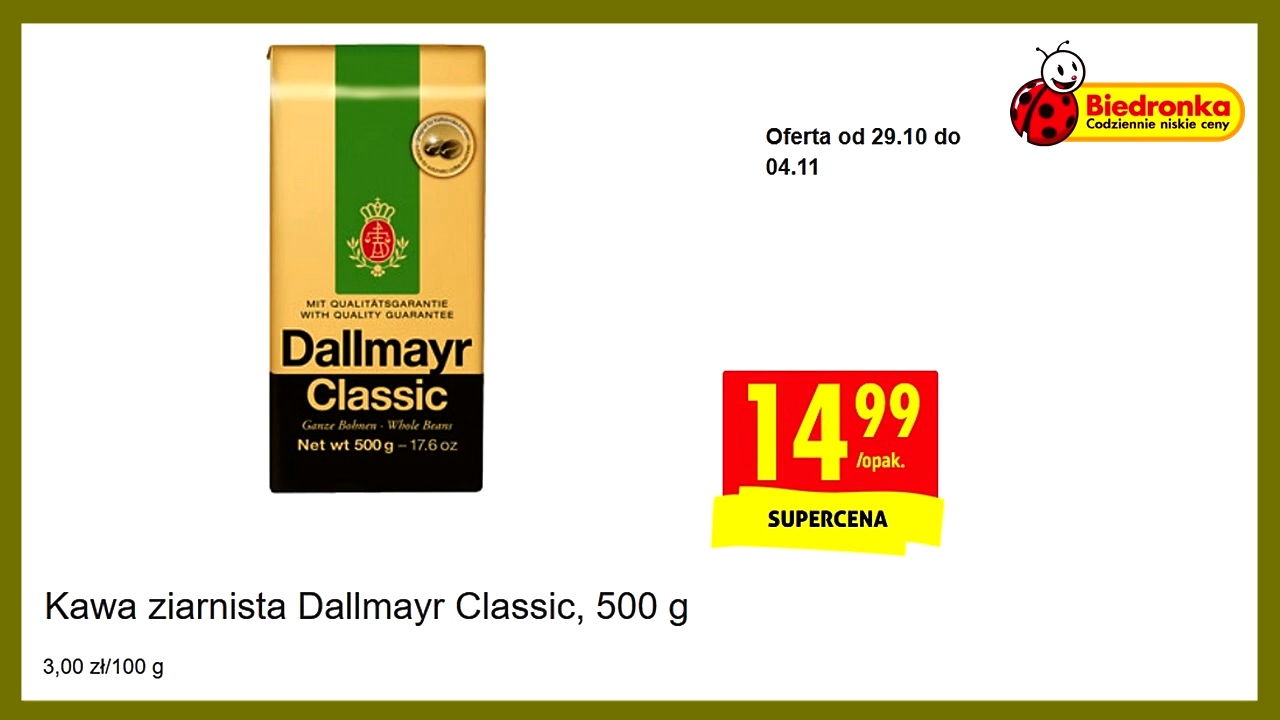 Biedronka
Codziennie niskie ceny
Oferta od 29.10 do
04.11
MIT QUALITÄTSGARANTIE
WITH QUALITY GUARANTEE
Dallmayr
Classic
Ganze Bohnen - Whole Beans
Net wt 500 g – 17.6 oz
14 99
/opak.
SUPERCENA
Kawa ziarnista Dallmayr Classic, 500 g
3,00 zł/100 g